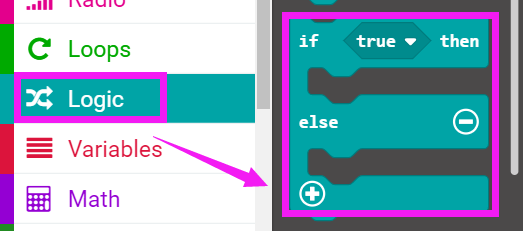 Radio
Loops
Logic
Variables
Math
if true then
else